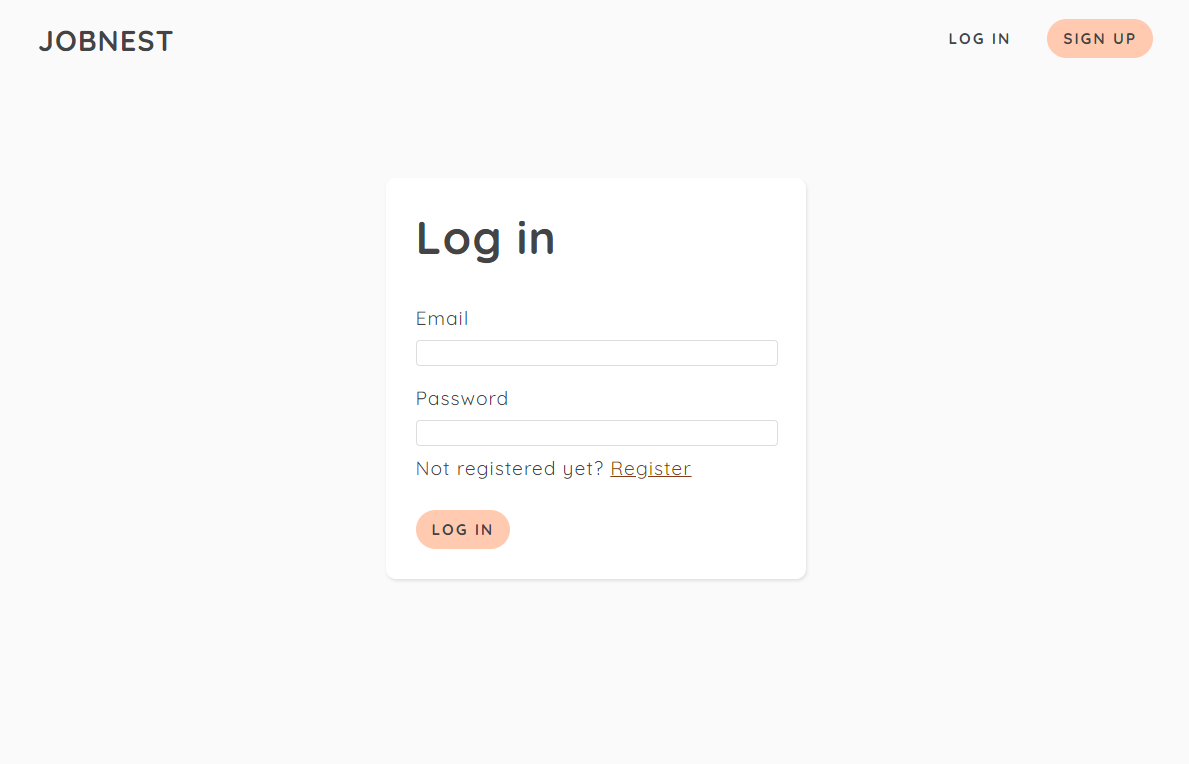 JOBNEST
LOG IN
SIGN UP
Log in
Email
Password
Not registered yet? Register
LOG IN